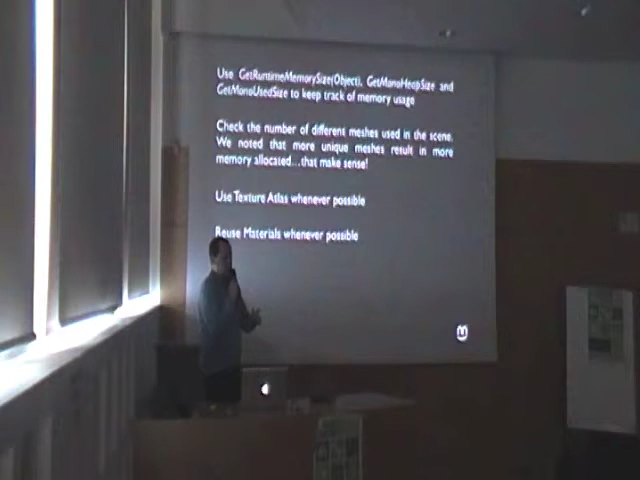 Use GetRuntimeMemorySize(Object), GetMonoHeapSize and
GetMonoUsedSize to keep track of memory usage
Check the number of different meshes used in the scene.
We noted that more unique meshes result in more
memory allocated...that make sense!
Use Texture Atlas whenever possible
Reuse Materials whenever possible